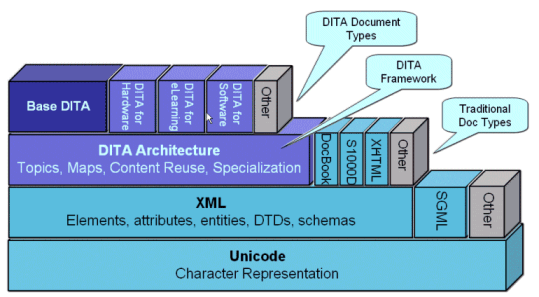 DITA Document
Types
DITA
Framework
Traditional
Doc Types
Base DITA
DITA for
Hardware
DITA for
eLearning
DITA for
Software
Other
DITA Architecture
Topics, Maps, Content Reuse, Specialization
DocBook
S1000D
XHTML
Other
XML
Elements, attributes, entities, DTDs, schemas
SGML
Other
Unicode
Character Representation